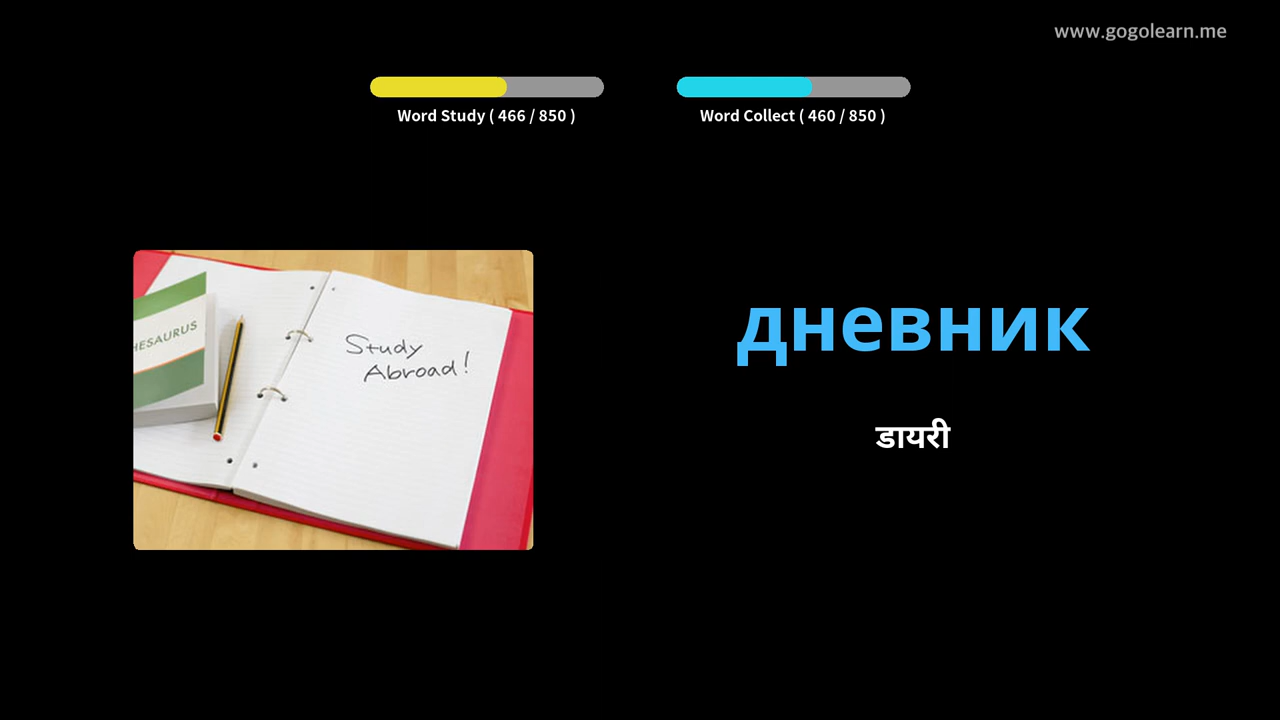 www.gogolearn.me
Word Study ( 466 / 850 )
Word Collect ( 460 / 850 )
HESAURUS
Study
Abroad!
дневник
डायरी